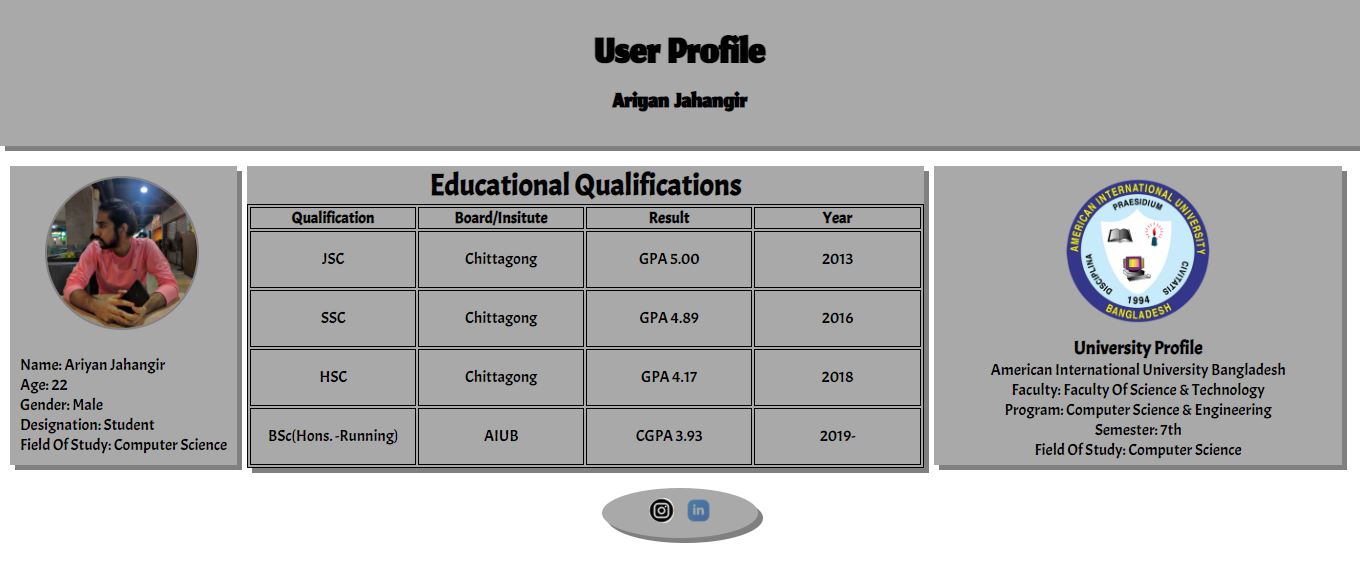 User Profile
Ariyan Jahangir
Name: Ariyan Jahangir
Age: 22
Gender: Male
Designation: Student
Field Of Study: Computer Science
Educational Qualifications
Qualification Board/Insitute Result Year
JSC Chittagong GPA 5.00 2013
SSC Chittagong GPA 4.89 2016
HSC Chittagong GPA 4.17 2018
BSc(Hons. -Running) AIUB CGPA 3.93 2019-
AMERICAN INTERNATIONAL UNIVERSITY
PRAESIDIUM
DISCIPLINA
CIVITATIS
1994
BANGLADESH
University Profile
American International University Bangladesh
Faculty: Faculty Of Science & Technology
Program: Computer Science & Engineering
Semester: 7th
Field Of Study: Computer Science
in